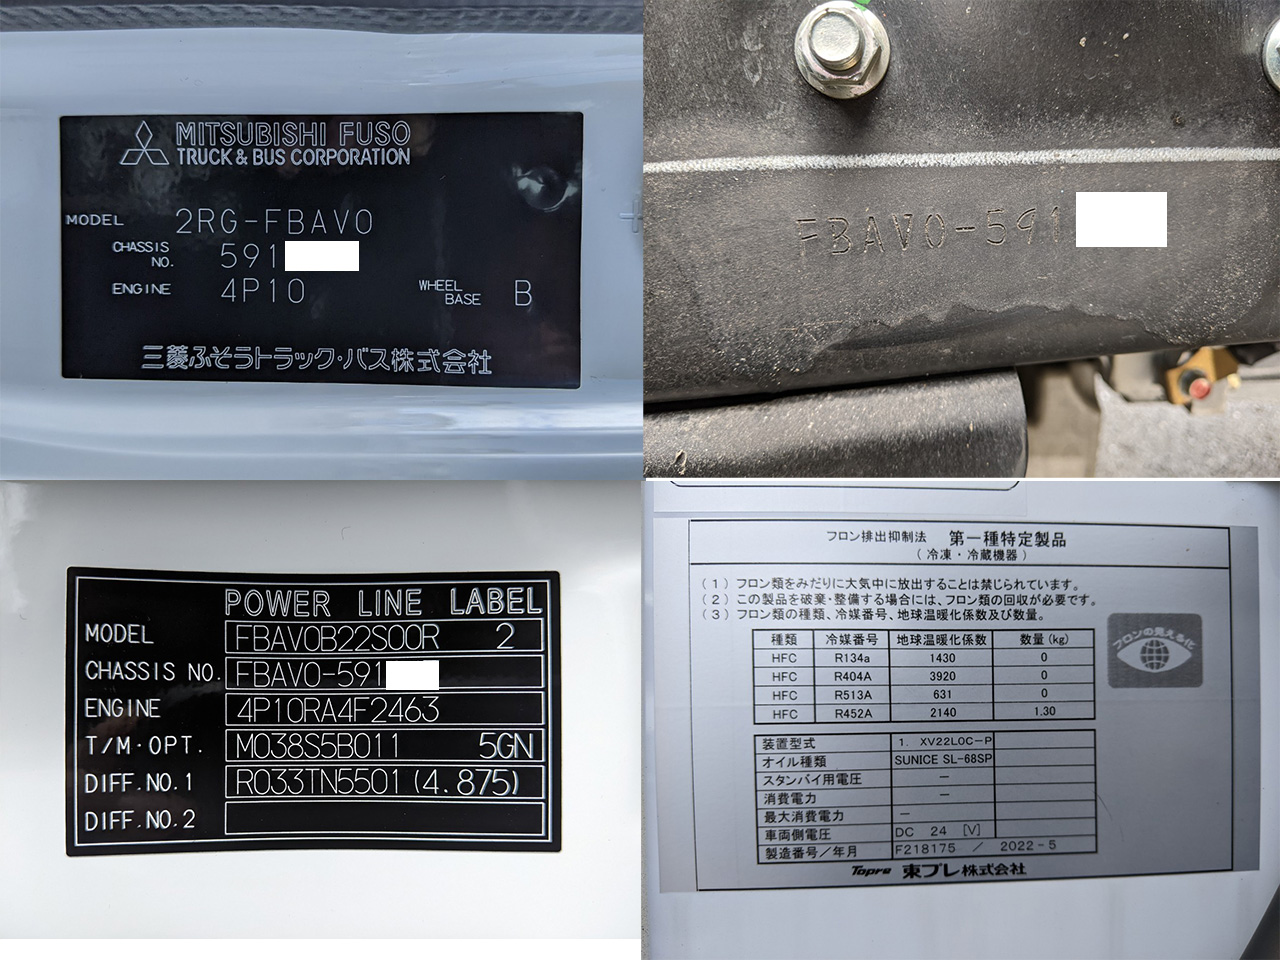 MITSUBISHI FUSO
TRUCK & BUS CORPORATION
MODEL 2RG-FBAV0
CHASSIS NO. 591
ENGINE 4P10 WHEEL BASE B
三菱ふそうトラック・バス株式会社
FBAV0-591
POWER LINE LABEL
MODEL FBAV0B22S00R 2
CHASSIS NO. FBAV0-591
ENGINE 4P10RA4F2463
T/M・OPT. M038S5B011 5GN
DIFF.NO.1 R033TN5501 (4.875)
DIFF.NO.2
フロン排出抑制法 第一種特定製品
(冷凍・冷蔵機器)
(1) フロン類をみだりに大気中に放出することは禁じられています。
(2) この製品を破棄・整備する場合には、フロン類の回収が必要です。
(3) フロン類の種類、冷媒番号、地球温暖化係数及び数量。
種類 冷媒番号 地球温暖化係数 数量(kg)
HFC R134a 1430 0
HFC R404A 3920 0
HFC R513A 631 0
HFC R452A 2140 1.30
フロンの見える化
装置型式 1. XV22LOC-P
オイル種類 SUNICE SL-68SP
スタンバイ用電圧 —
消費電力 —
最大消費電力 —
車両側電圧 DC 24 [V]
製造番号/年月 F218175 / 2022-5
Topre 東プレ株式会社